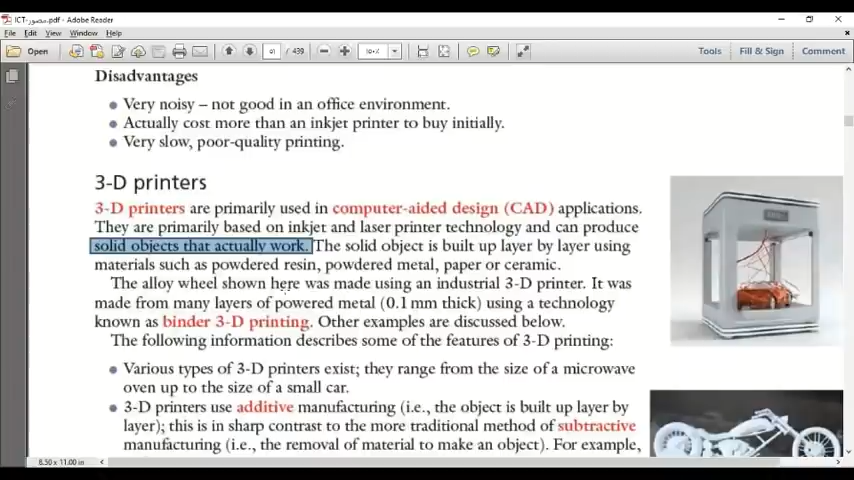 ICT-مصور.pdf - Adobe Reader
File Edit View Window Help
Open
/ 439
Tools
Fill & Sign
Comment
Disadvantages
● Very noisy – not good in an office environment.
● Actually cost more than an inkjet printer to buy initially.
● Very slow, poor-quality printing.
3-D printers
3-D printers are primarily used in computer-aided design (CAD) applications.
They are primarily based on inkjet and laser printer technology and can produce
solid objects that actually work. The solid object is built up layer by layer using
materials such as powdered resin, powdered metal, paper or ceramic.
The alloy wheel shown here was made using an industrial 3-D printer. It was
made from many layers of powered metal (0.1 mm thick) using a technology
known as binder 3-D printing. Other examples are discussed below.
The following information describes some of the features of 3-D printing:
● Various types of 3-D printers exist; they range from the size of a microwave
oven up to the size of a small car.
● 3-D printers use additive manufacturing (i.e., the object is built up layer by
layer); this is in sharp contrast to the more traditional method of subtractive
manufacturing (i.e., the removal of material to make an object). For example,
8.50 x 11.00 in